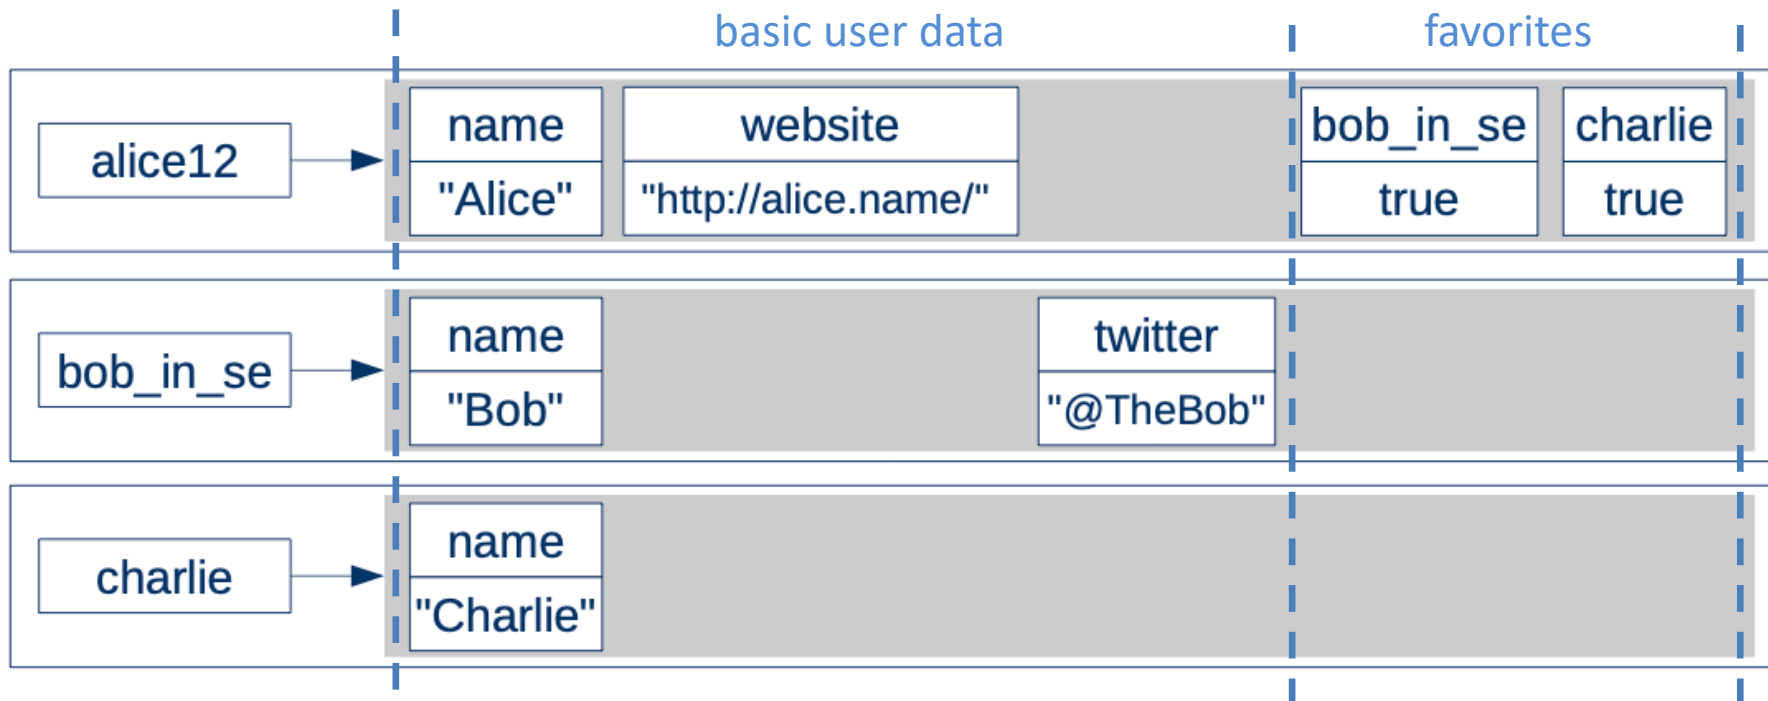 basic user data
favorites
alice12
name
"Alice"
website
"http://alice.name/"
bob_in_se
true
charlie
true
bob_in_se
name
"Bob"
twitter
"@TheBob"
charlie
name
"Charlie"